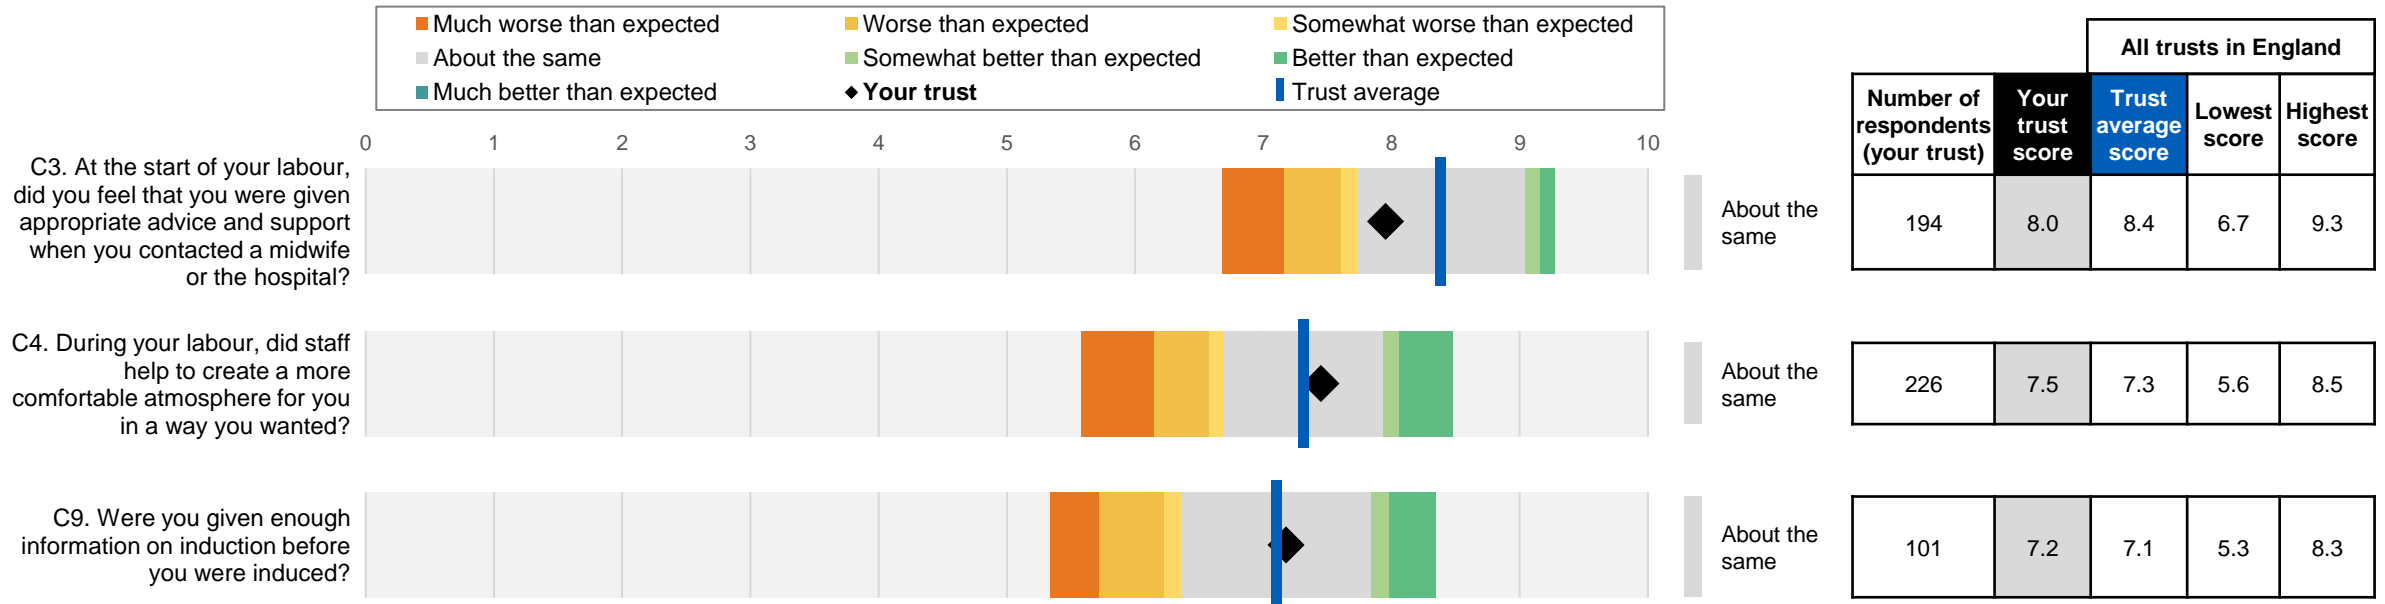 Much worse than expected
Worse than expected
Somewhat worse than expected
About the same
Somewhat better than expected
Better than expected
Much better than expected
Your trust
Trust average
All trusts in England
Number of
respondents
(your trust)
Your
trust
score
Trust
average
score
Lowest
score
Highest
score
0 1 2 3 4 5 6 7 8 9 10
C3. At the start of your labour,
did you feel that you were given
appropriate advice and support
when you contacted a midwife
or the hospital?
About the
same
194 8.0 8.4 6.7 9.3
C4. During your labour, did staff
help to create a more
comfortable atmosphere for you
in a way you wanted?
About the
same
226 7.5 7.3 5.6 8.5
C9. Were you given enough
information on induction before
you were induced?
About the
same
101 7.2 7.1 5.3 8.3